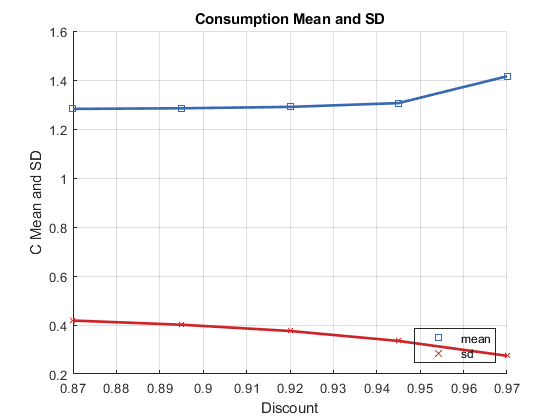 Consumption Mean and SD
1.6
1.4
1.2
1
0.8
0.6
0.4
0.2
C Mean and SD
mean
sd
0.87 0.88 0.89 0.9 0.91 0.92 0.93 0.94 0.95 0.96 0.97
Discount